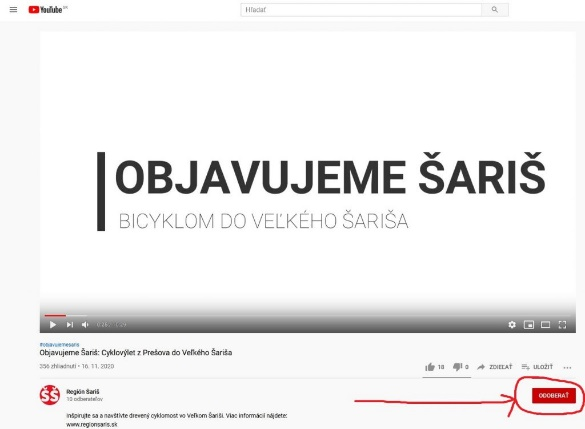 YouTube SK
Hľadať
OBJAVUJEME ŠARIŠ
BICYKLOM DO VEĽKÉHO ŠARIŠA
#objavujemesaris
Objavujeme Šariš: Cyklovýlet z Prešova do Veľkého Šariša
356 zhliadnutí • 16. 11. 2020
18 0 ZDIEĽAŤ ULOŽIŤ ...
Región Šariš
10 odberateľov
ODOBERAŤ
Inšpirujte sa a navštívte drevený cyklomost vo Veľkom Šariši. Viac informácií nájdete:
www.regionsaris.sk